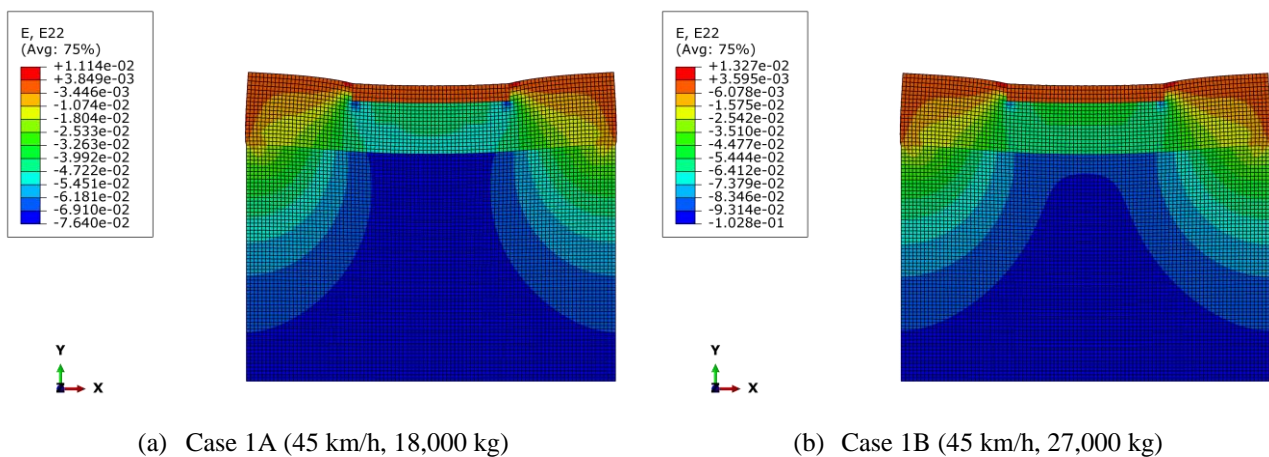 E, E22
(Avg: 75%)
+1.114e-02
+3.849e-03
-3.446e-03
-1.074e-02
-1.804e-02
-2.533e-02
-3.263e-02
-3.992e-02
-4.722e-02
-5.451e-02
-6.181e-02
-6.910e-02
-7.640e-02
Y
Z X
(a) Case 1A (45 km/h, 18,000 kg)
E, E22
(Avg: 75%)
+1.327e-02
+3.595e-03
-6.078e-03
-1.575e-02
-2.542e-02
-3.510e-02
-4.477e-02
-5.444e-02
-6.412e-02
-7.379e-02
-8.346e-02
-9.314e-02
-1.028e-01
Y
Z X
(b) Case 1B (45 km/h, 27,000 kg)